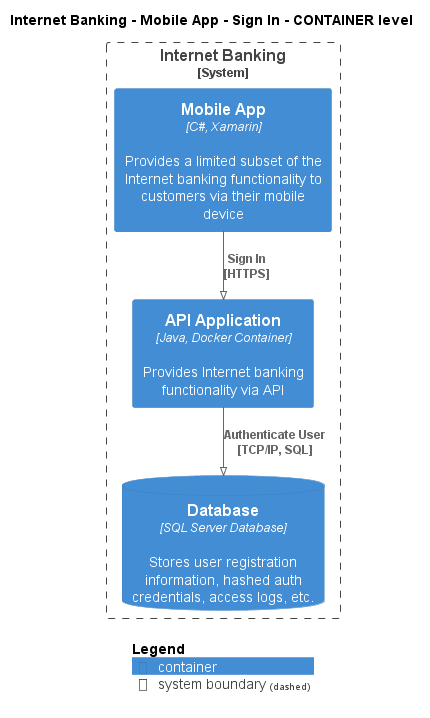 Internet Banking - Mobile App - Sign In - CONTAINER level
Internet Banking
[System]
Mobile App
[C#, Xamarin]
Provides a limited subset of the
Internet banking functionality to
customers via their mobile
device
Sign In
[HTTPS]
API Application
[Java, Docker Container]
Provides Internet banking
functionality via API
Authenticate User
[TCP/IP, SQL]
Database
[SQL Server Database]
Stores user registration
information, hashed auth
credentials, access logs, etc.
Legend
container
system boundary (dashed)